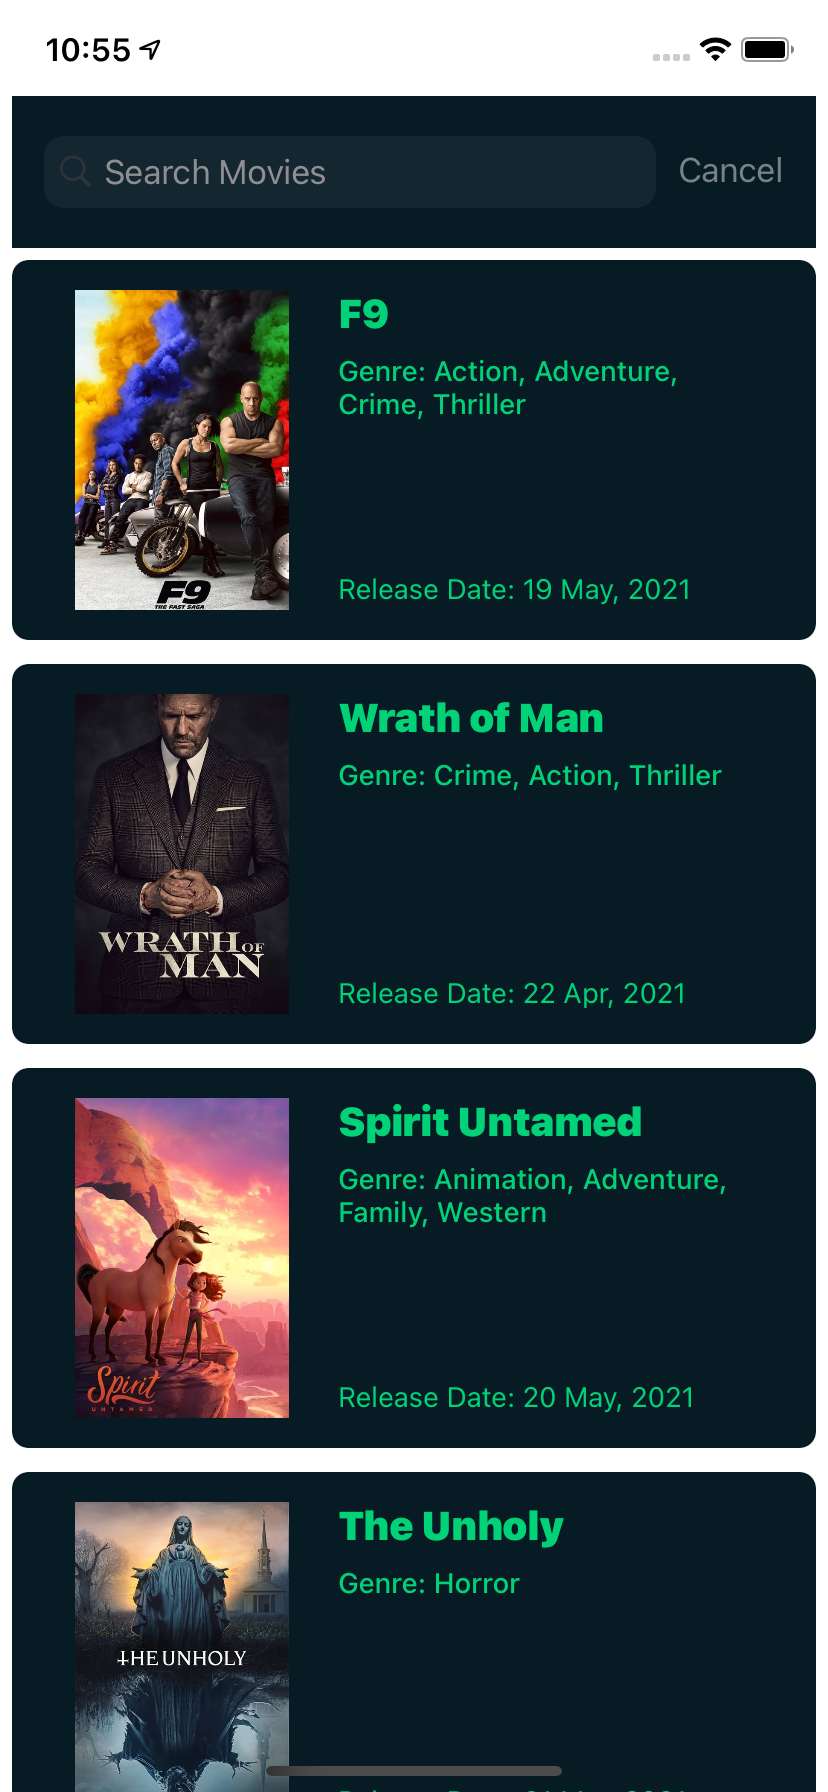 10:55
Search Movies
Cancel
F9
Genre: Action, Adventure,
Crime, Thriller
Release Date: 19 May, 2021
F9
THE FAST SAGA
Wrath of Man
Genre: Crime, Action, Thriller
Release Date: 22 Apr, 2021
WRATH OF
MAN
Spirit Untamed
Genre: Animation, Adventure,
Family, Western
Release Date: 20 May, 2021
Spirit
UNTAMED
The Unholy
Genre: Horror
THE UNHOLY